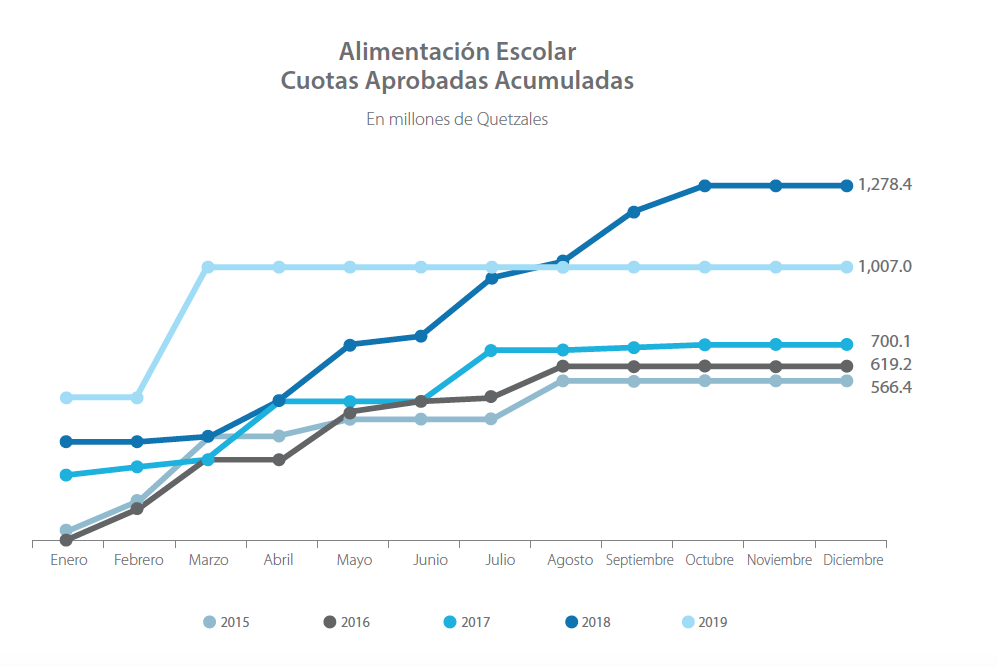 Alimentación Escolar
Cuotas Aprobadas Acumuladas
En millones de Quetzales
1,278.4
1,007.0
700.1
619.2
566.4
Enero Febrero Marzo Abril Mayo Junio Julio Agosto Septiembre Octubre Noviembre Diciembre
2015 2016 2017 2018 2019